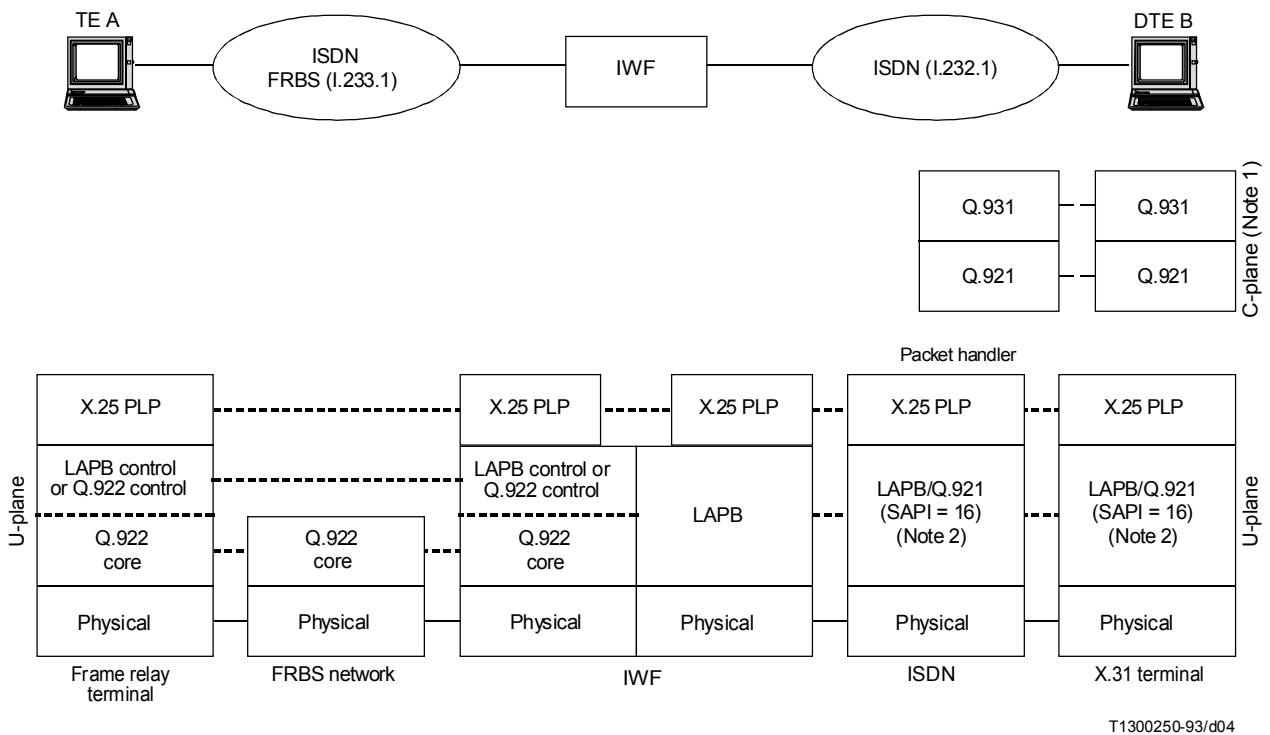 TE A
DTE B
ISDN
FRBS (I.233.1)
IWF
ISDN (I.232.1)
Q.931
Q.931
Q.921
Q.921
C-plane (Note 1)
Packet handler
X.25 PLP
X.25 PLP
X.25 PLP
X.25 PLP
X.25 PLP
U-plane
LAPB control
or Q.922 control
LAPB control or
Q.922 control
LAPB
LAPB/Q.921
(SAPI = 16)
(Note 2)
LAPB/Q.921
(SAPI = 16)
(Note 2)
U-plane
Q.922
core
Q.922
core
Q.922
core
Physical
Physical
Physical
Physical
Physical
Physical
Frame relay
terminal
FRBS network
IWF
ISDN
X.31 terminal
T1300250-93/d04